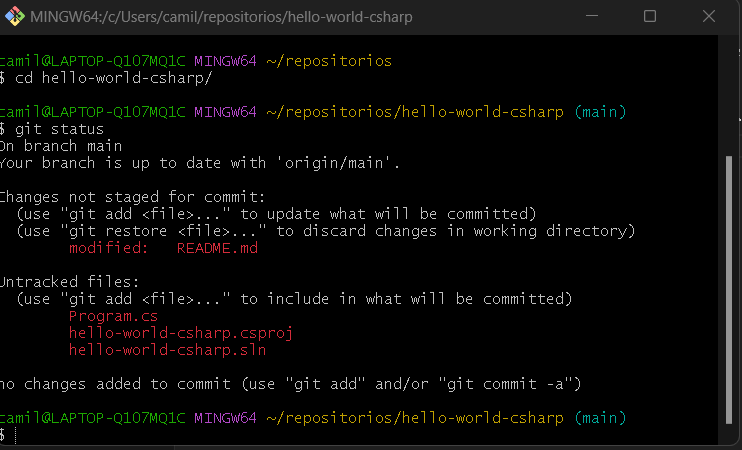 MINGW64:/c/Users/camil/repositorios/hello-world-csharp
camil@LAPTOP-Q107MQ1C MINGW64 ~/repositorios
$ cd hello-world-csharp/
camil@LAPTOP-Q107MQ1C MINGW64 ~/repositorios/hello-world-csharp (main)
$ git status
On branch main
Your branch is up to date with 'origin/main'.
Changes not staged for commit:
(use "git add <file>..." to update what will be committed)
(use "git restore <file>..." to discard changes in working directory)
modified: README.md
Untracked files:
(use "git add <file>..." to include in what will be committed)
Program.cs
hello-world-csharp.csproj
hello-world-csharp.sln
no changes added to commit (use "git add" and/or "git commit -a")
camil@LAPTOP-Q107MQ1C MINGW64 ~/repositorios/hello-world-csharp (main)
$